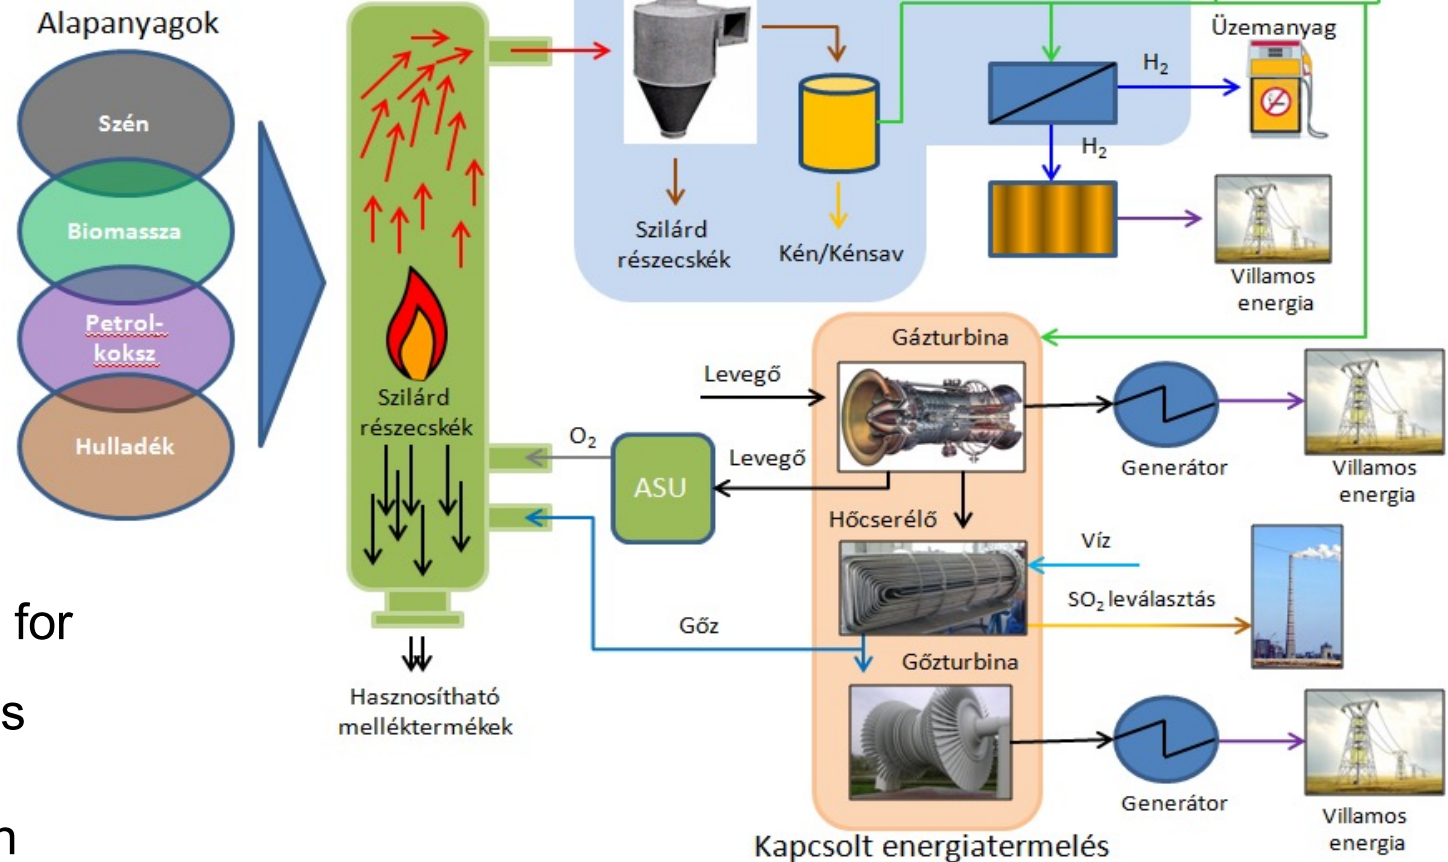 Alapanyagok
Szén
Biomassza
Petrol-
koksz
Hulladék
Szilárd
részecskék
Hasznosítható
melléktermékek
Szilárd
részecskék
Kén/Kénsav
H₂
H₂
Üzemanyag
Villamos
energia
Gázturbina
Levegő
Levegő
O₂
ASU
Generátor
Villamos
energia
Hőcserélő
Víz
SO₂ leválasztás
Gőz
Gőzturbina
Generátor
Villamos
energia
Kapcsolt energiatermelés
for
s